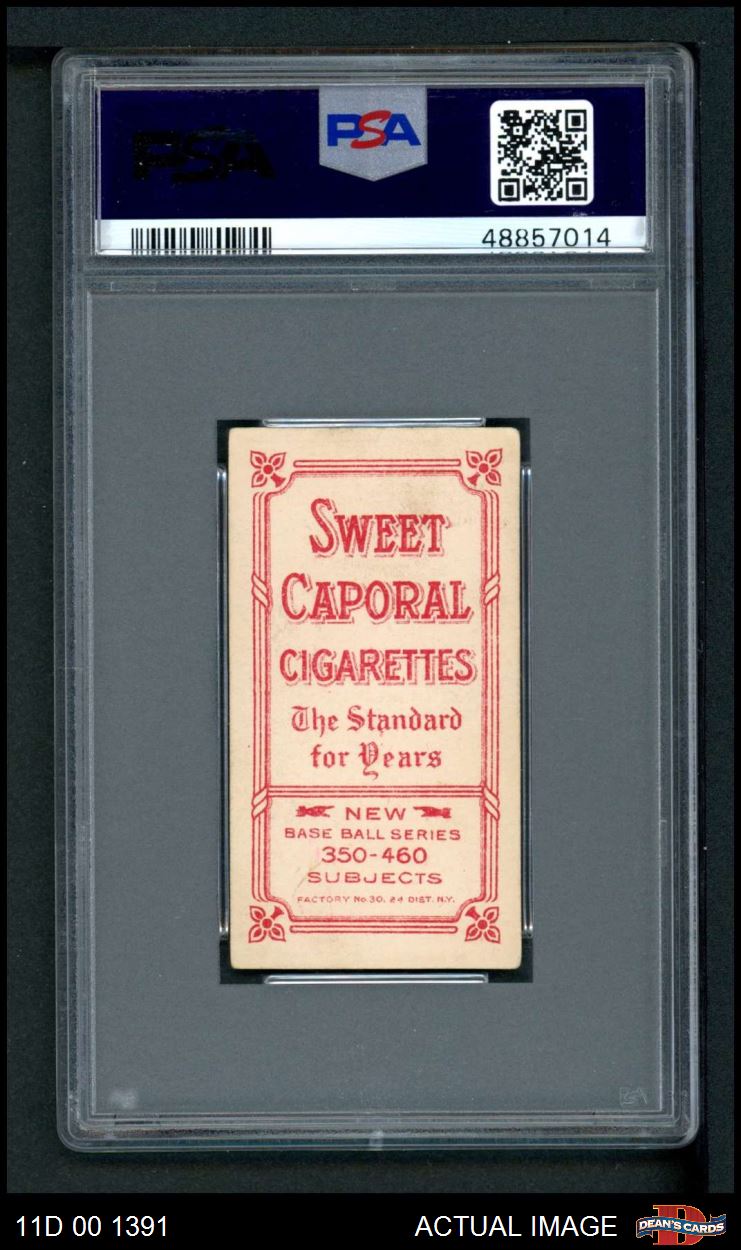 PSA
PSA
48857014
SWEET
CAPORAL
CIGARETTES
The Standard
for Years
NEW
BASE BALL SERIES
350-460
SUBJECTS
FACTORY No 30, 2d DIST. N.Y.
11D 00 1391
ACTUAL IMAGE
DEAN'S CARDS